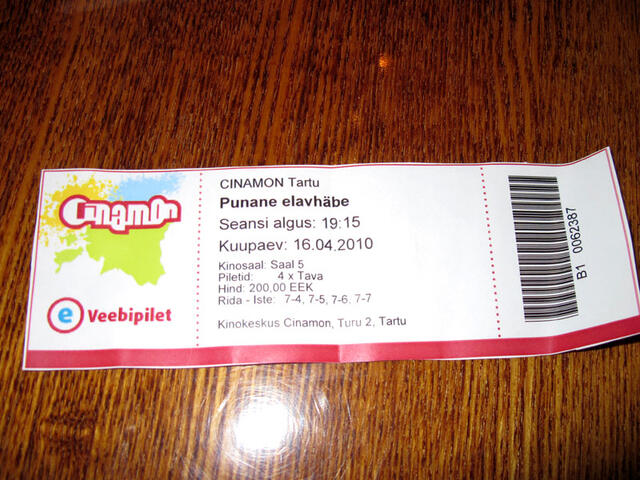 Cinamon
e Veebipilet
CINAMON Tartu
Punane elavhäbe
Seansi algus: 19:15
Kuupaev: 16.04.2010
Kinosaal: Saal 5
Piletid: 4 x Tava
Hind: 200.00 EEK
Rida - Iste: 7-4, 7-5, 7-6, 7-7
Kinokeskus Cinamon, Turu 2, Tartu
B1 0062387